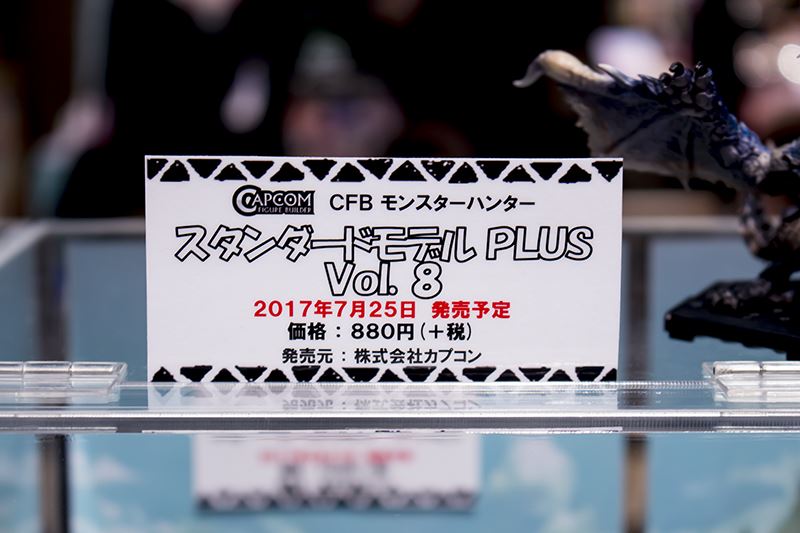 CAPCOM FIGURE BUILDER CFB モンスターハンター
スタンダードモデル PLUS
Vol. 8
2017年7月25日 発売予定
価格：880円（＋税）
発売元：株式会社カプコン